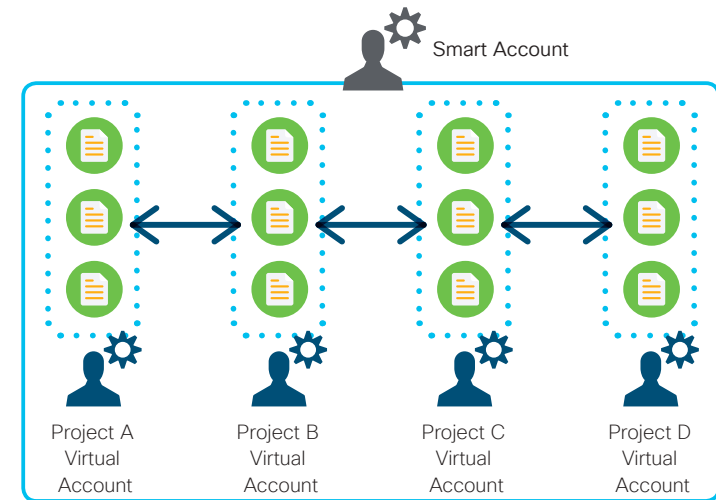 Smart Account
Project A
Virtual
Account
Project B
Virtual
Account
Project C
Virtual
Account
Project D
Virtual
Account